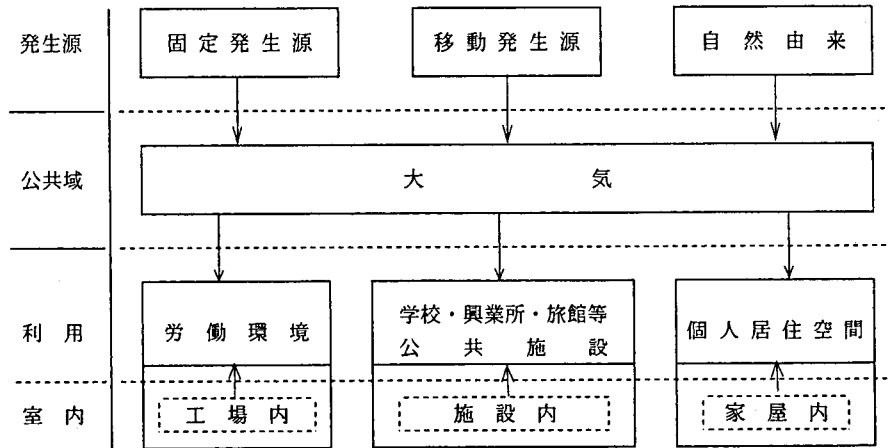 発生源
固定発生源
移動発生源
自然由来
公共域
大気
利用
労働環境
学校・興業所・旅館等
公共施設
個人居住空間
室内
工場内
施設内
家屋内